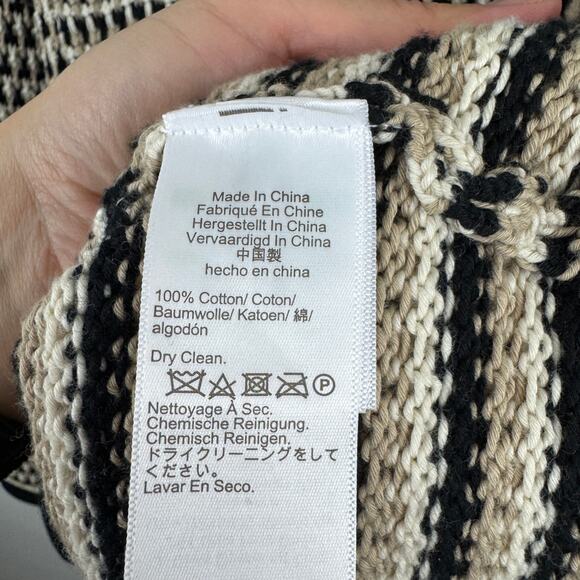 Made In China
Fabriqué En Chine
Hergestellt In China
Vervaardigd In China
中国製
hecho en china
100% Cotton/ Coton/
Baumwolle/ Katoen/ 綿/
algodón
Dry Clean.
P
Nettoyage À Sec.
Chemische Reinigung.
Chemisch Reinigen.
ドライクリーニングをして
ください。
Lavar En Seco.